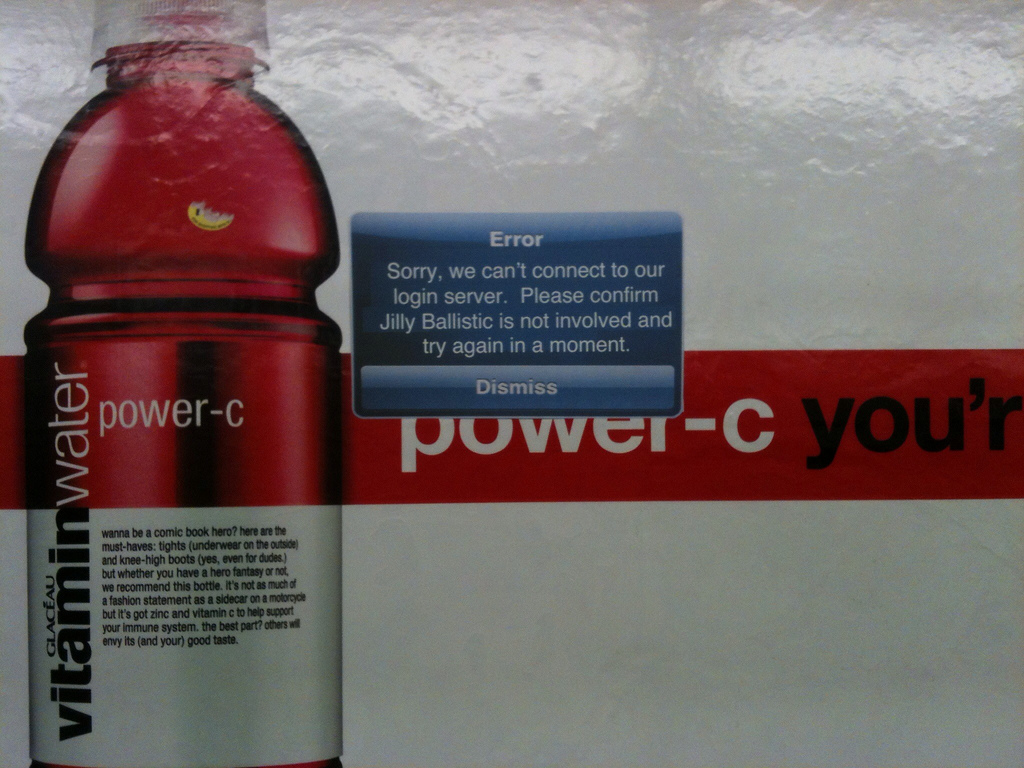 Error
Sorry, we can't connect to our
login server. Please confirm
Jilly Ballistic is not involved and
try again in a moment.
Dismiss
power-c you'r
power-c
GLACÉAU
vitaminwater
wanna be a comic book hero? here are the
must-haves: tights (underwear on the outside)
and knee-high boots (yes, even for dudes.)
but whether you have a hero fantasy or not,
we recommend this bottle. it's not as much of
a fashion statement as a sidecar on a motorcycle
but it's got zinc and vitamin c to help support
your immune system. the best part? others will
envy its (and your) good taste.